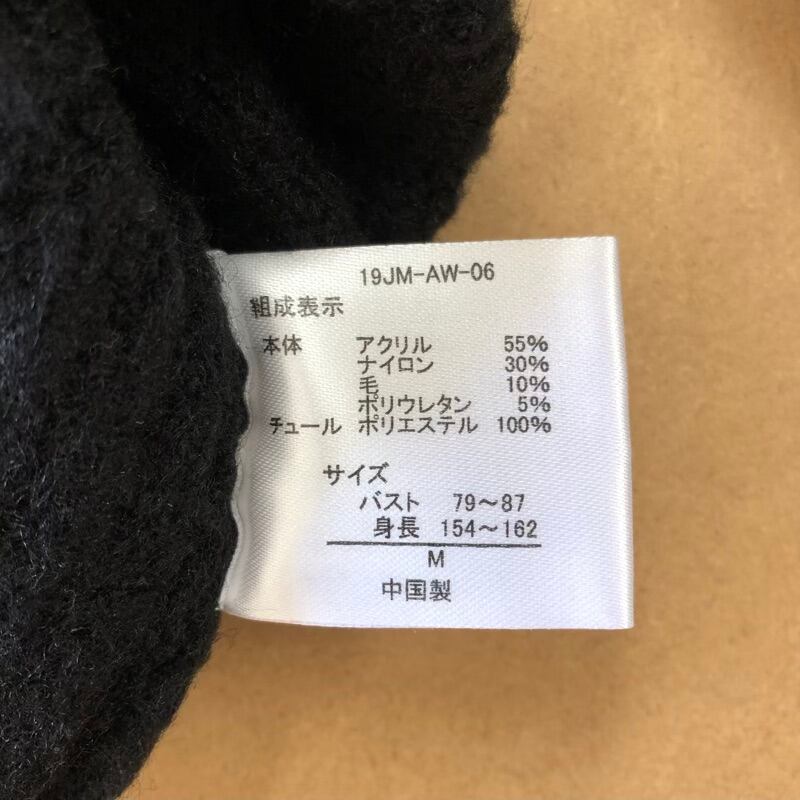 19JM-AW-06
組成表示
本体 アクリル 55%
ナイロン 30%
毛 10%
ポリウレタン 5%
チュール ポリエステル 100%
サイズ
バスト 79～87
身長 154～162
M
中国製